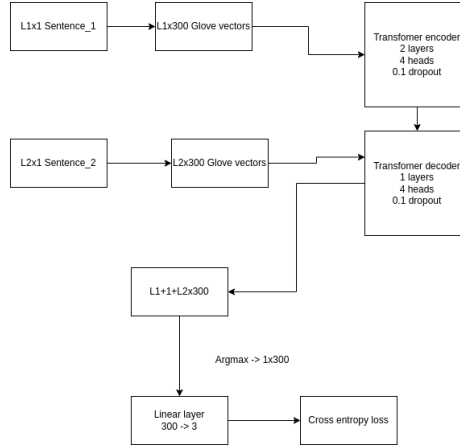 L1x1 Sentence_1
L1x300 Glove vectors
Transfomer encoder
2 layers
4 heads
0.1 dropout
L2x1 Sentence_2
L2x300 Glove vectors
Transfomer decoder
1 layers
4 heads
0.1 dropout
L1+1+L2x300
Argmax -> 1x300
Linear layer
300 -> 3
Cross entropy loss